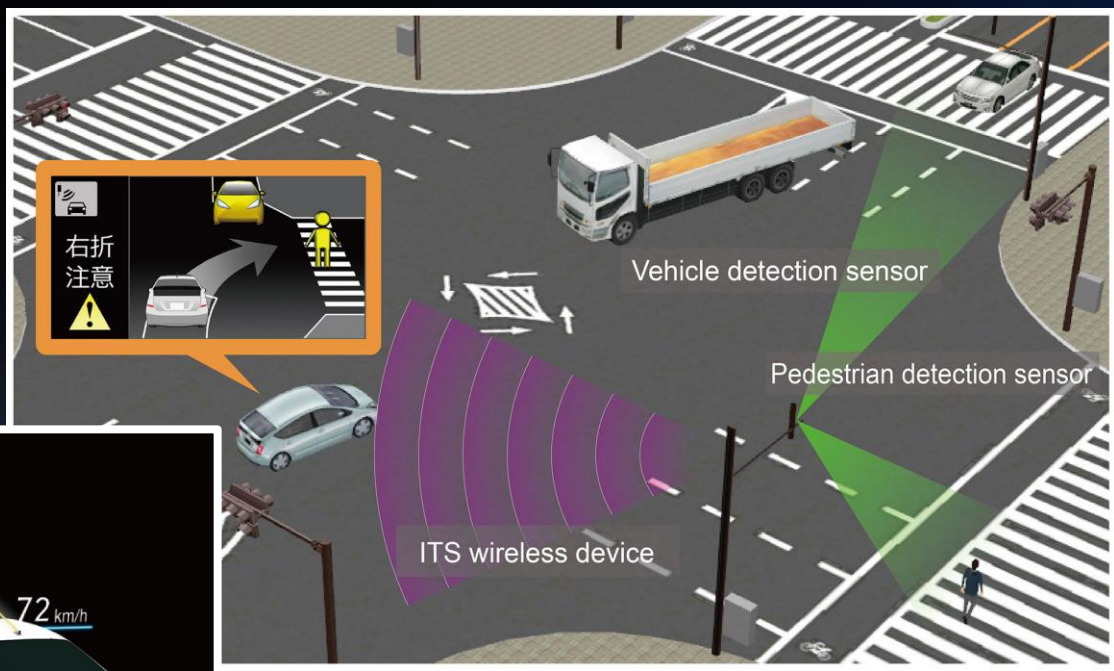 右折
注意
Vehicle detection sensor
Pedestrian detection sensor
ITS wireless device
72 km/h